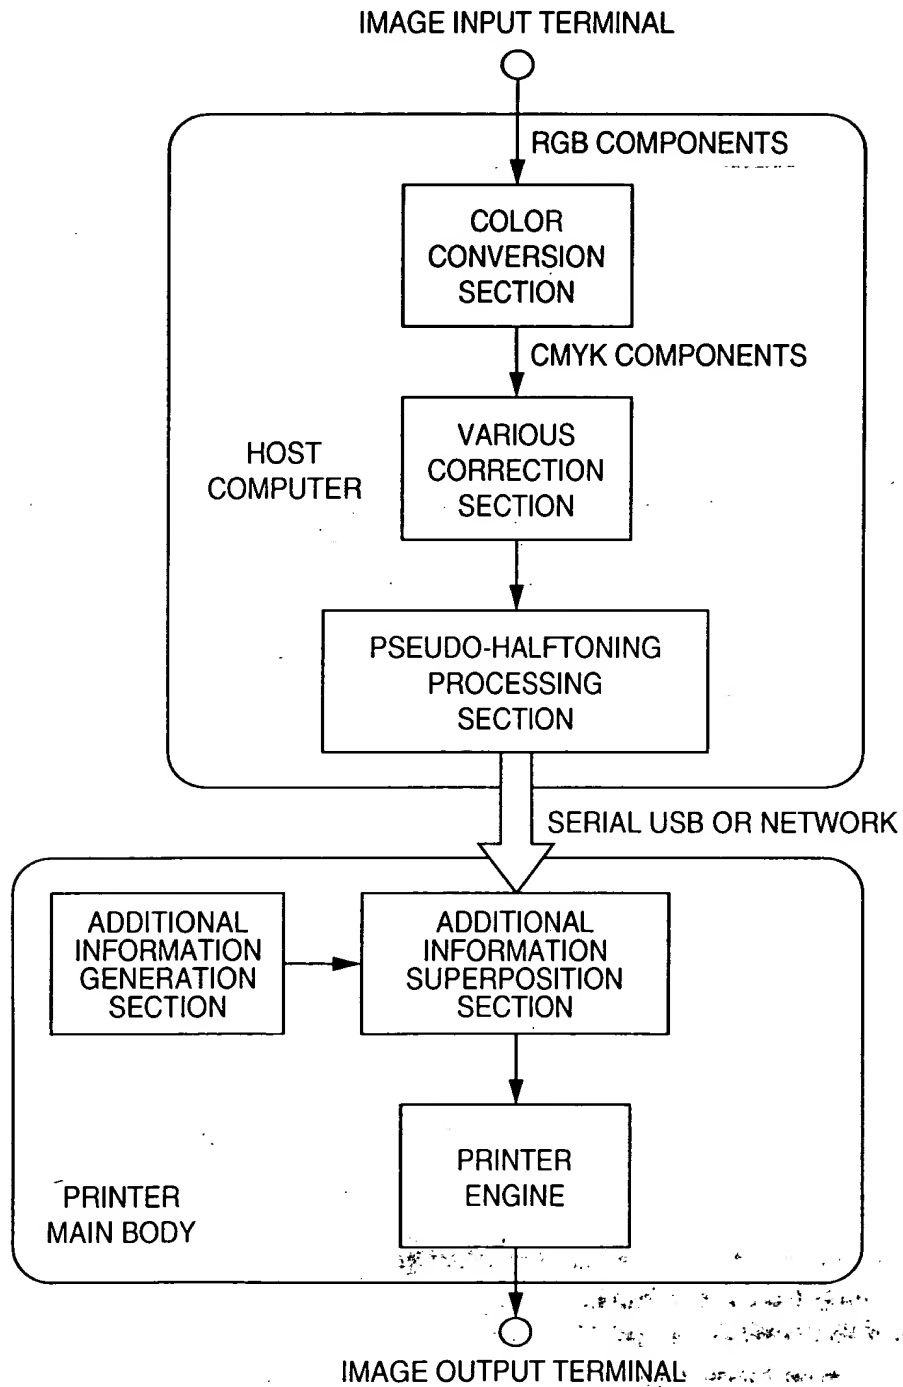 IMAGE INPUT TERMINAL
RGB COMPONENTS
COLOR
CONVERSION
SECTION
CMYK COMPONENTS
VARIOUS
CORRECTION
SECTION
HOST
COMPUTER
PSEUDO-HALFTONING
PROCESSING
SECTION
SERIAL USB OR NETWORK
ADDITIONAL
INFORMATION
GENERATION
SECTION
ADDITIONAL
INFORMATION
SUPERPOSITION
SECTION
PRINTER
ENGINE
PRINTER
MAIN BODY
IMAGE OUTPUT TERMINAL